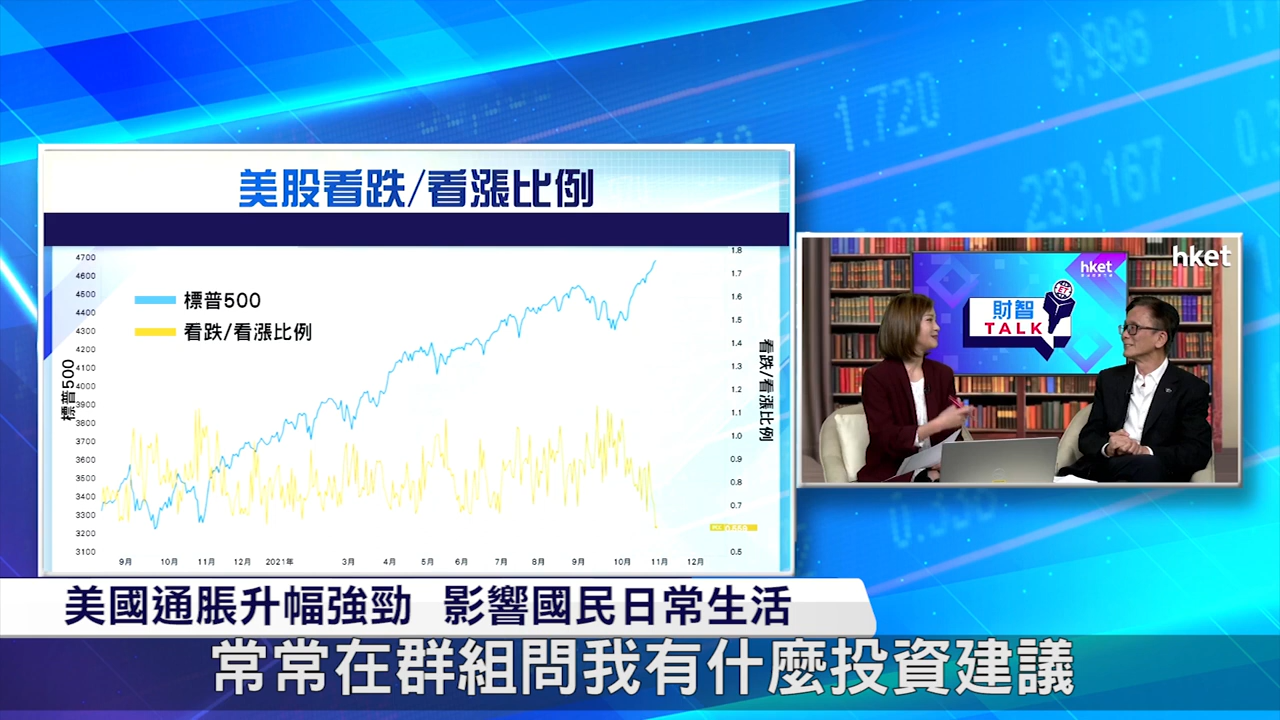 美股看跌/看漲比例
標普500
看跌/看漲比例
標普500
4700
4600
4500
4400
4300
4200
4100
4000
3900
3800
3700
3600
3500
3400
3300
3200
3100
1.8
1.7
1.6
1.5
1.4
1.3
1.2
1.1
1.0
0.9
0.8
0.7
0.5
看跌/看漲比例
9月 10月 11月 12月 2021年 3月 4月 5月 6月 7月 8月 9月 10月 11月 12月
9,996
1.720
233,167
0.336
hket
hket
財智
TALK
美國通脹升幅強勁 影響國民日常生活
常常在群組問我有什麼投資建議